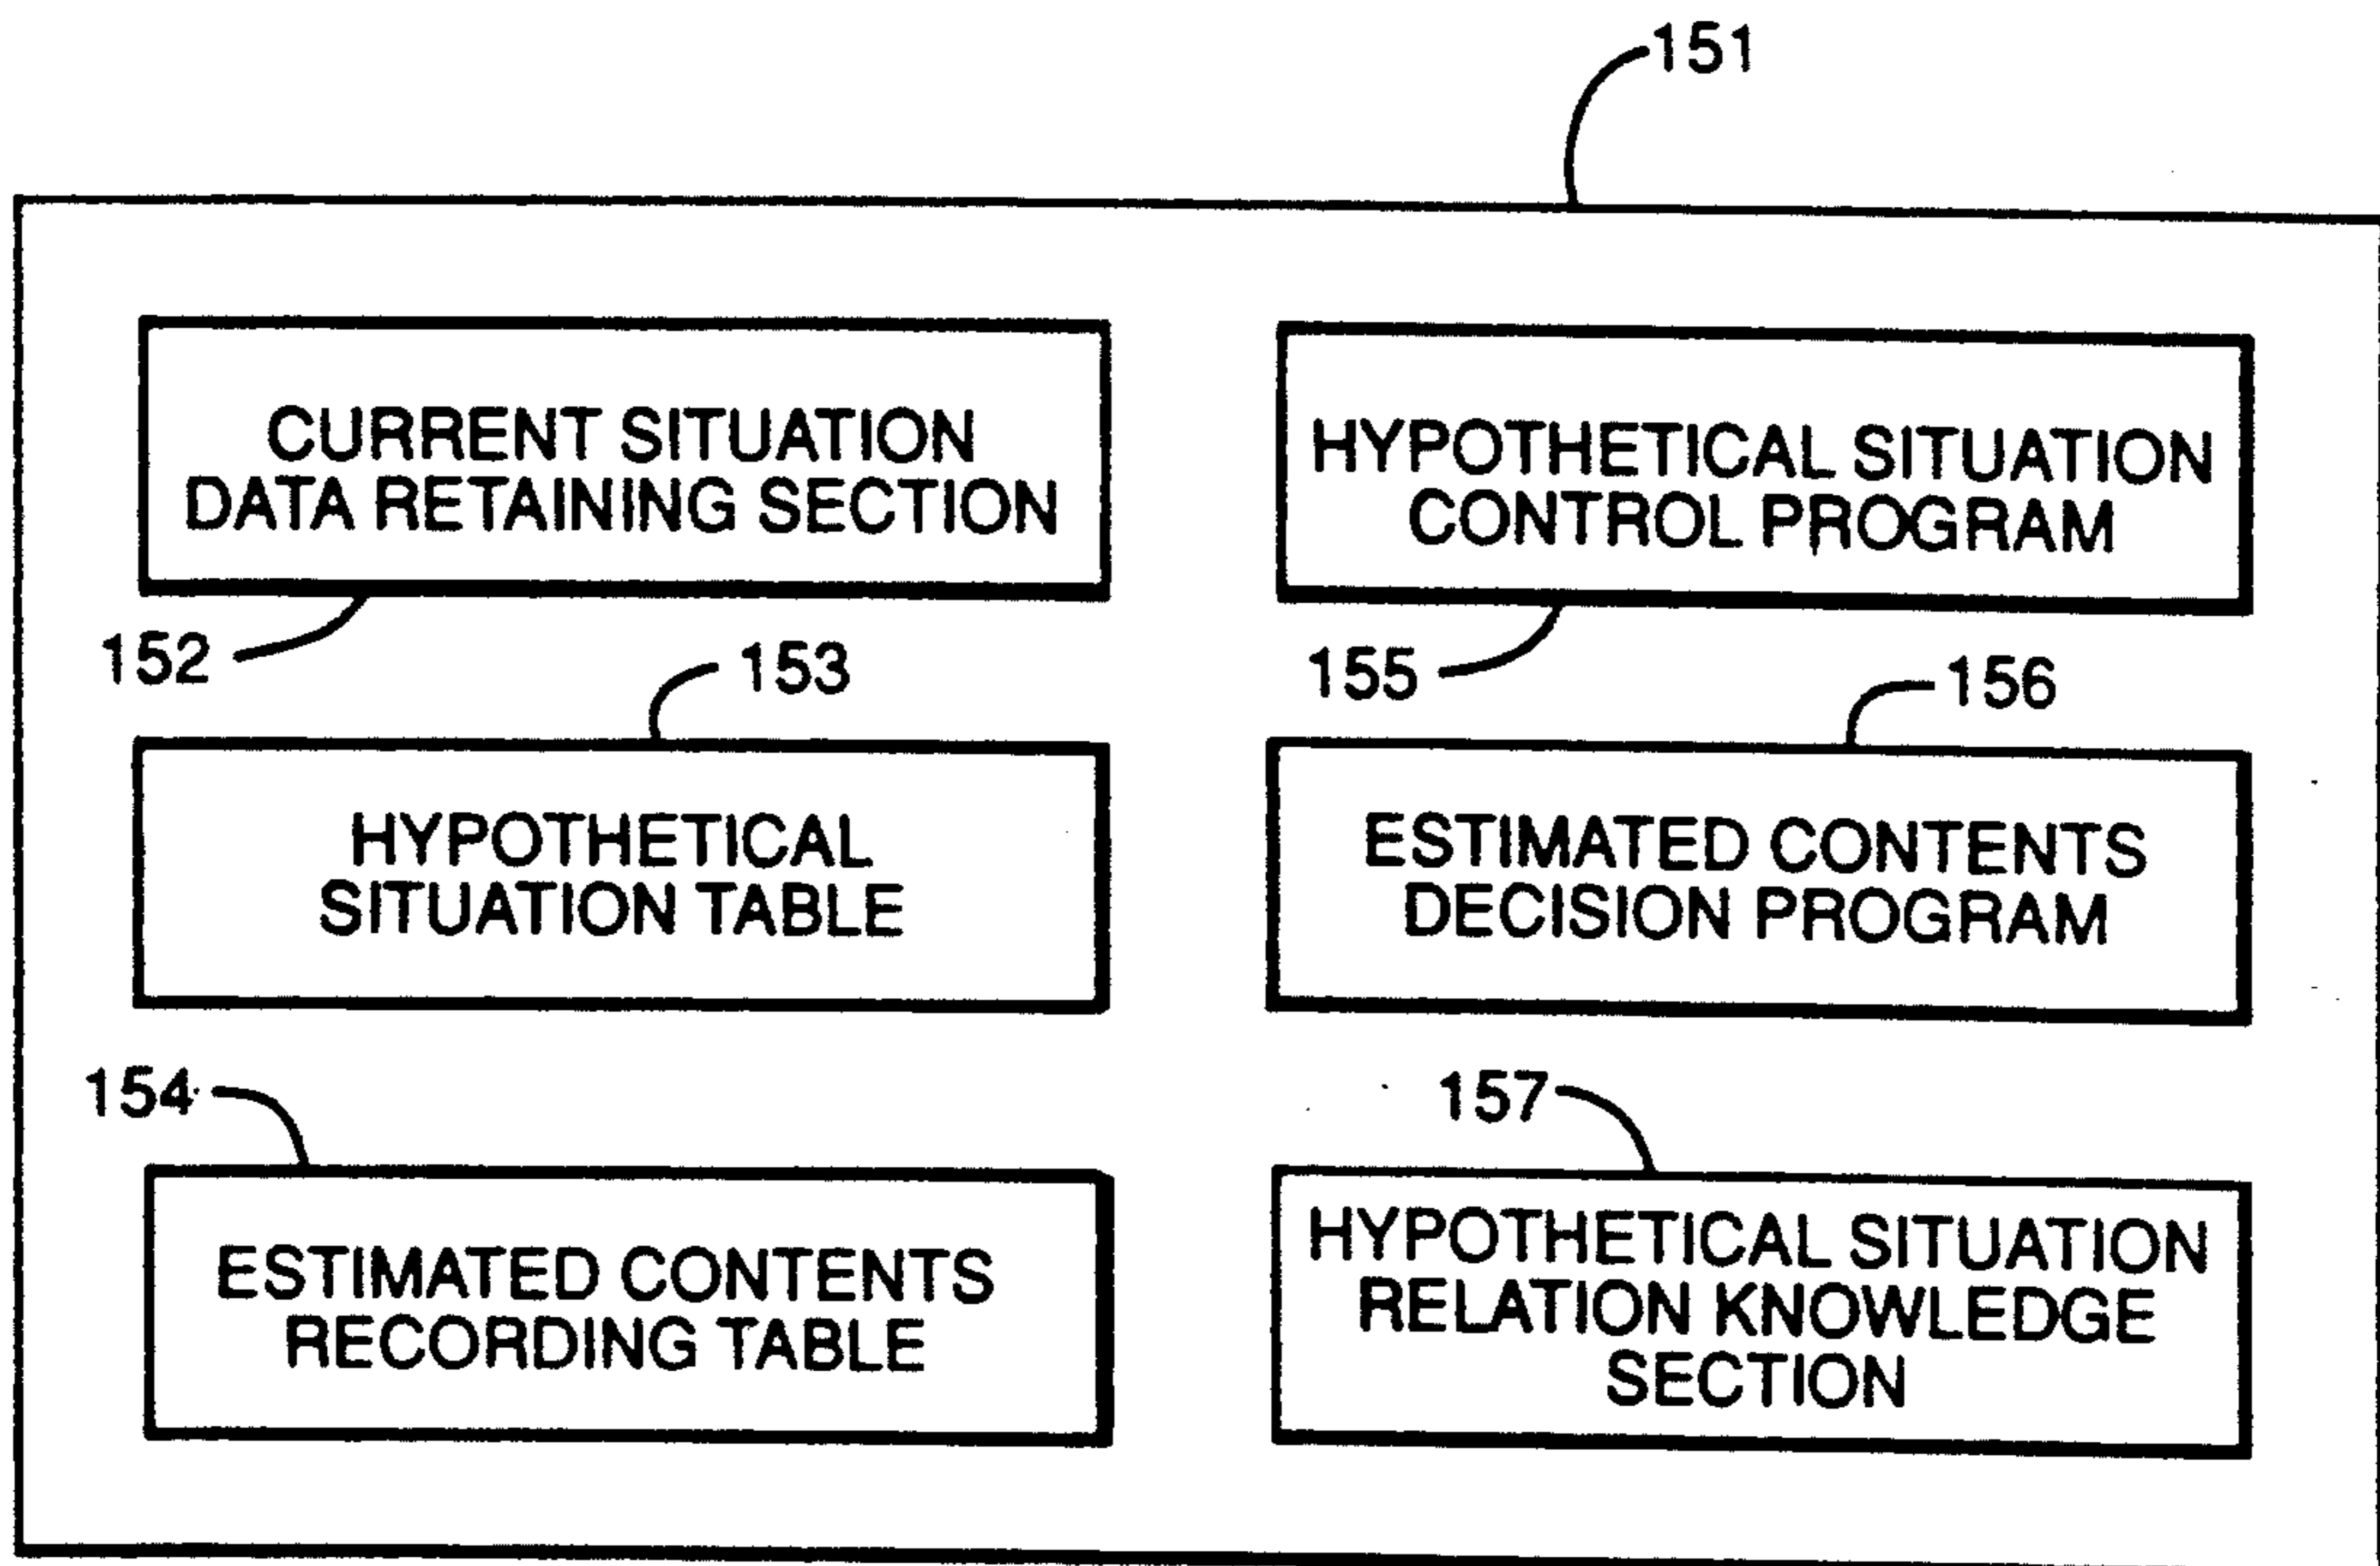 151
CURRENT SITUATION
DATA RETAINING SECTION
152
HYPOTHETICAL SITUATION
CONTROL PROGRAM
155
153
HYPOTHETICAL
SITUATION TABLE
156
ESTIMATED CONTENTS
DECISION PROGRAM
154
ESTIMATED CONTENTS
RECORDING TABLE
157
HYPOTHETICAL SITUATION
RELATION KNOWLEDGE
SECTION